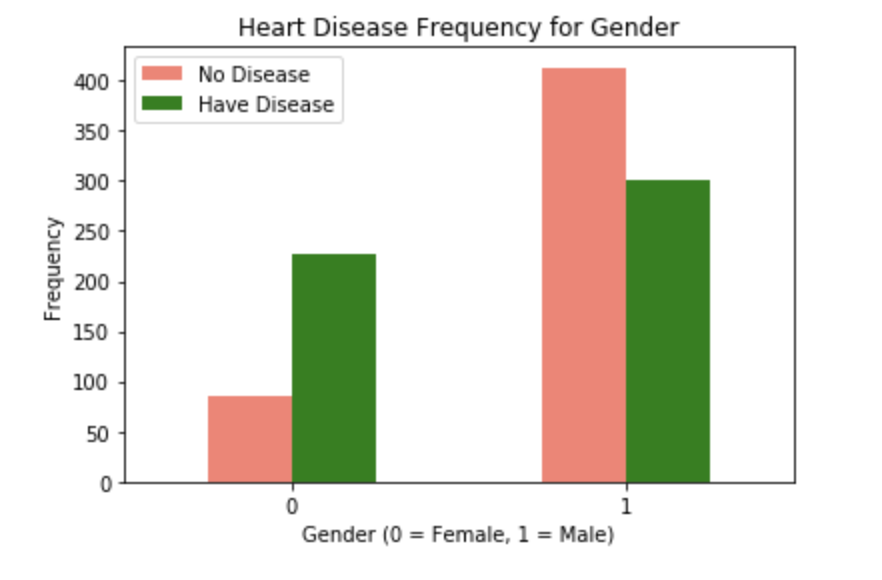 Heart Disease Frequency for Gender
No Disease
Have Disease
400
350
300
250
200
150
100
50
0
Frequency
0 1
Gender (0 = Female, 1 = Male)